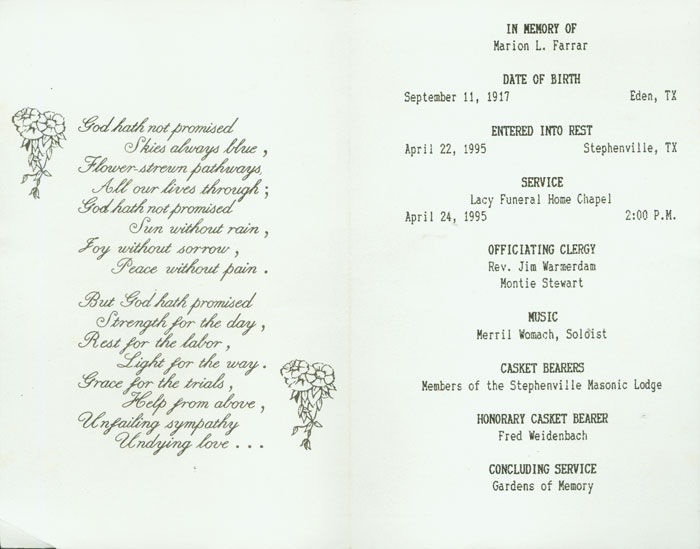 God hath not promised
Skies always blue,
Flower-strewn pathways
All our lives through;
God hath not promised
Sun without rain,
Joy without sorrow,
Peace without pain.
But God hath promised
Strength for the day,
Rest for the labor,
Light for the way.
Grace for the trials,
Help from above,
Unfailing sympathy
Undying love...
IN MEMORY OF
Marion L. Farrar
DATE OF BIRTH
September 11, 1917 Eden, TX
ENTERED INTO REST
April 22, 1995 Stephenville, TX
SERVICE
Lacy Funeral Home Chapel
April 24, 1995 2:00 P.M.
OFFICIATING CLERGY
Rev. Jim Warmerdam
Montie Stewart
MUSIC
Merril Womach, Soloist
CASKET BEARERS
Members of the Stephenville Masonic Lodge
HONORARY CASKET BEARER
Fred Weidenbach
CONCLUDING SERVICE
Gardens of Memory